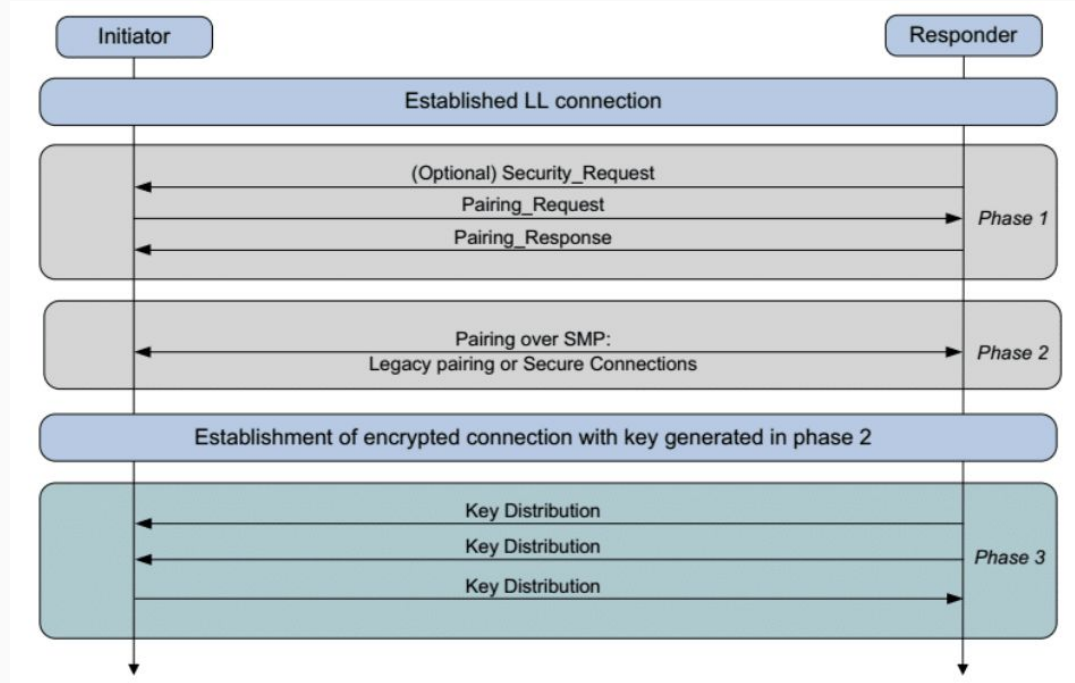 Initiator
Responder
Established LL connection
(Optional) Security_Request
Pairing_Request
Phase 1
Pairing_Response
Pairing over SMP:
Phase 2
Legacy pairing or Secure Connections
Establishment of encrypted connection with key generated in phase 2
Key Distribution
Key Distribution
Phase 3
Key Distribution